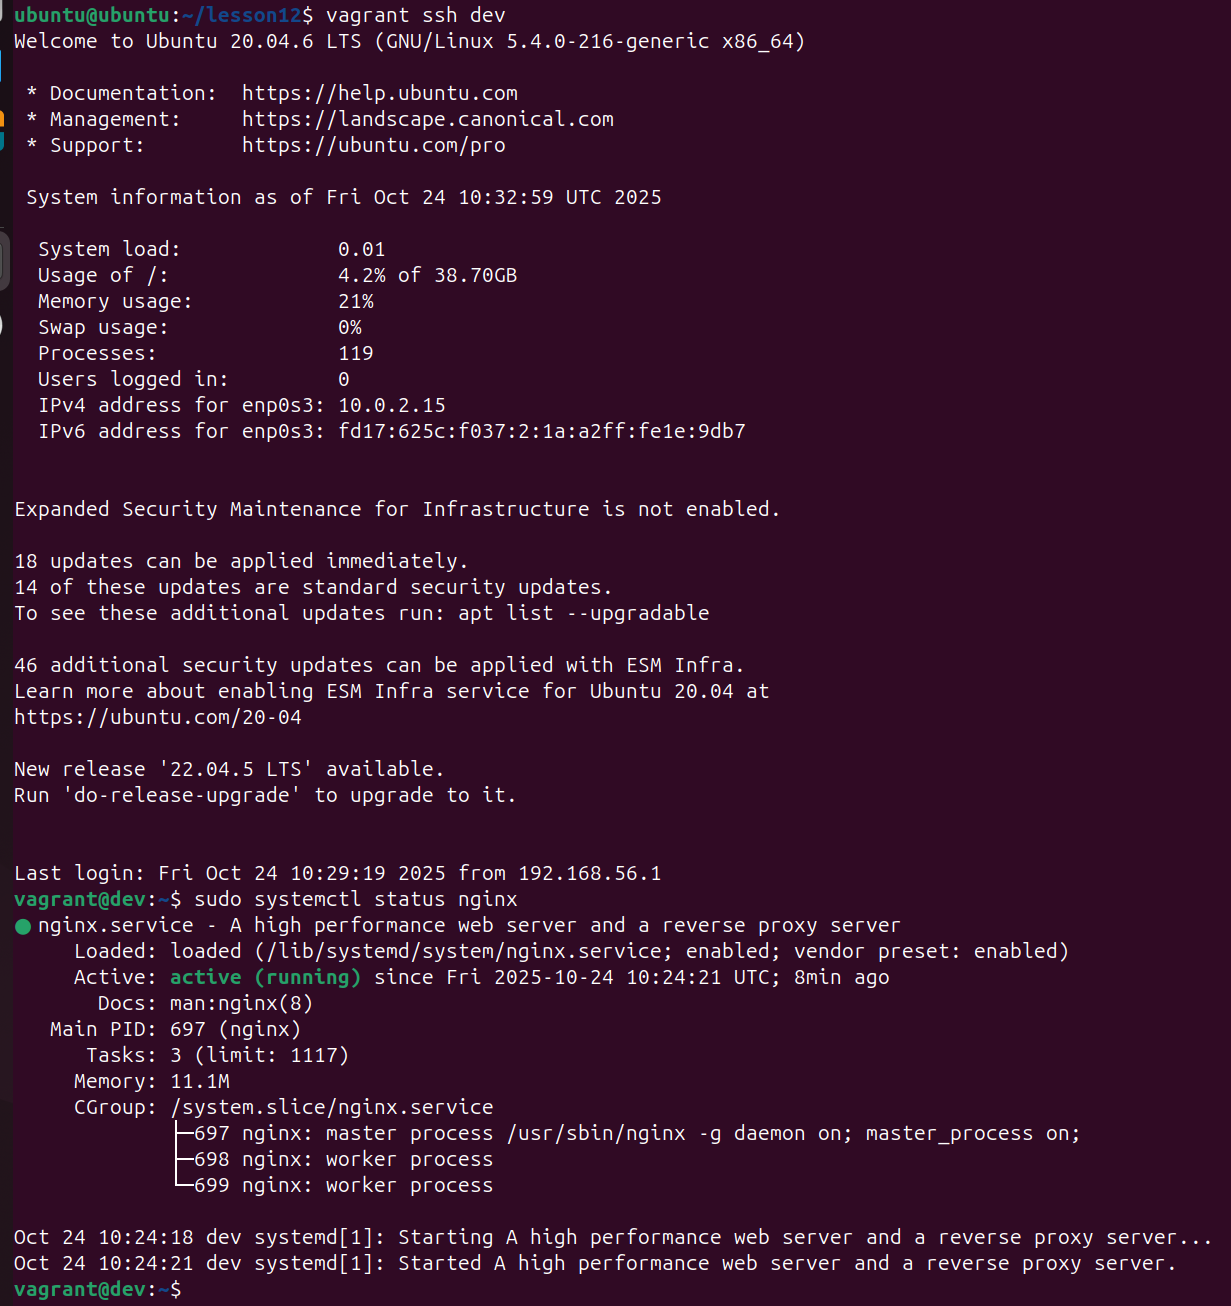 ubuntu@ubuntu:~/lesson12$ vagrant ssh dev
Welcome to Ubuntu 20.04.6 LTS (GNU/Linux 5.4.0-216-generic x86_64)

 * Documentation:  https://help.ubuntu.com
 * Management:     https://landscape.canonical.com
 * Support:        https://ubuntu.com/pro

 System information as of Fri Oct 24 10:32:59 UTC 2025

  System load:             0.01
  Usage of /:              4.2% of 38.70GB
  Memory usage:            21%
  Swap usage:              0%
  Processes:               119
  Users logged in:         0
  IPv4 address for enp0s3: 10.0.2.15
  IPv6 address for enp0s3: fd17:625c:f037:2:1a:a2ff:fe1e:9db7

Expanded Security Maintenance for Infrastructure is not enabled.

18 updates can be applied immediately.
14 of these updates are standard security updates.
To see these additional updates run: apt list --upgradable

46 additional security updates can be applied with ESM Infra.
Learn more about enabling ESM Infra service for Ubuntu 20.04 at
https://ubuntu.com/20-04

New release '22.04.5 LTS' available.
Run 'do-release-upgrade' to upgrade to it.

Last login: Fri Oct 24 10:29:19 2025 from 192.168.56.1
vagrant@dev:~$ sudo systemctl status nginx
● nginx.service - A high performance web server and a reverse proxy server
     Loaded: loaded (/lib/systemd/system/nginx.service; enabled; vendor preset: enabled)
     Active: active (running) since Fri 2025-10-24 10:24:21 UTC; 8min ago
       Docs: man:nginx(8)
   Main PID: 697 (nginx)
      Tasks: 3 (limit: 1117)
     Memory: 11.1M
     CGroup: /system.slice/nginx.service
             ├─697 nginx: master process /usr/sbin/nginx -g daemon on; master_process on;
             ├─698 nginx: worker process
             └─699 nginx: worker process

Oct 24 10:24:18 dev systemd[1]: Starting A high performance web server and a reverse proxy server...
Oct 24 10:24:21 dev systemd[1]: Started A high performance web server and a reverse proxy server.
vagrant@dev:~$